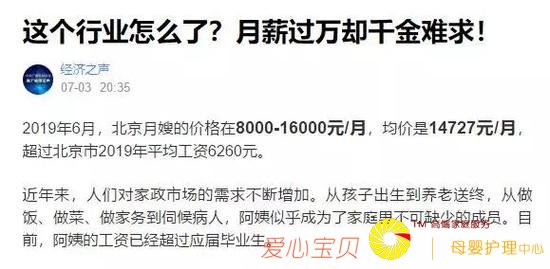 这个行业怎么了?月薪过万却千金难求!
经济之声
07-03 20:35
2019年6月,北京月嫂的价格在8000-16000元/月,均价是14727元/月,
超过北京市2019年平均工资6260元。
近年来,人们对家政市场的需求不断增加。从孩子出生到养老送终,从做
饭、做菜、做家务到伺候病人,阿姨似乎成为了家庭里不可缺少的成员。目
前,阿姨的工资已经超过应届毕业生。
爱心宝贝
TM
家庭服务
母婴护理中心